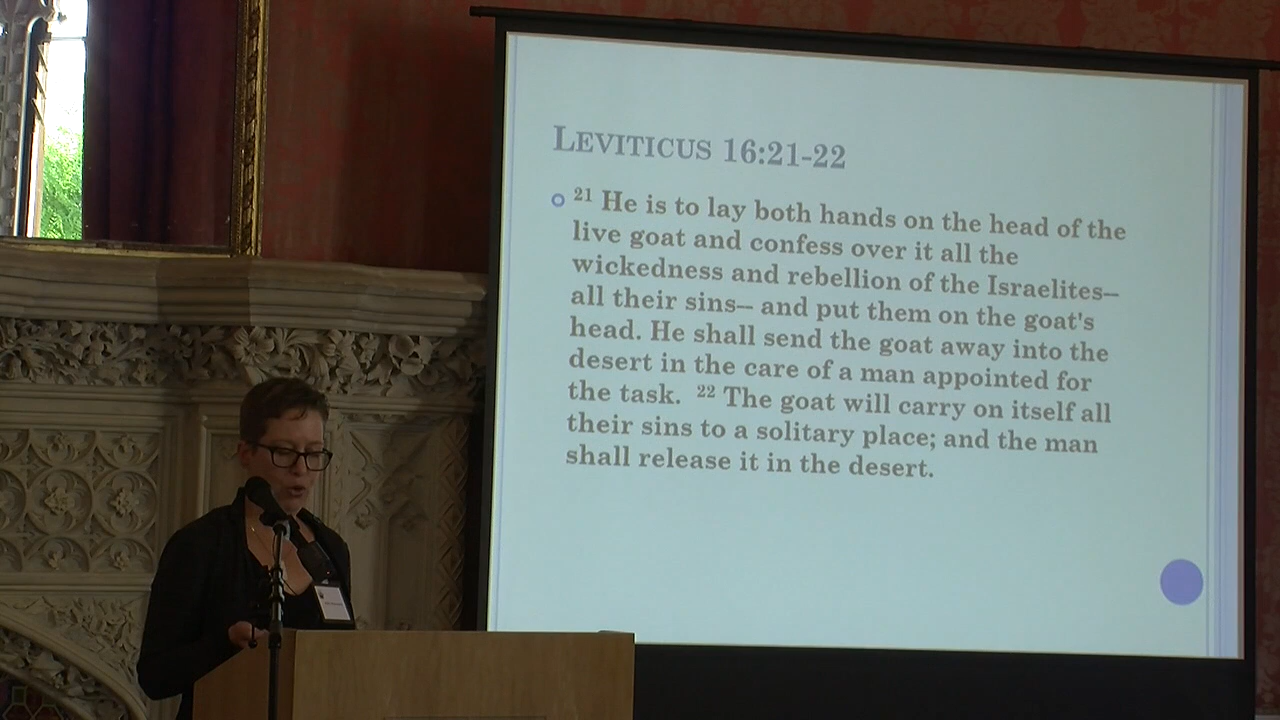 LEVITICUS 16:21-22
21 He is to lay both hands on the head of the
live goat and confess over it all the
wickedness and rebellion of the Israelites--
all their sins-- and put them on the goat's
head. He shall send the goat away into the
desert in the care of a man appointed for
the task. 22 The goat will carry on itself all
their sins to a solitary place; and the man
shall release it in the desert.